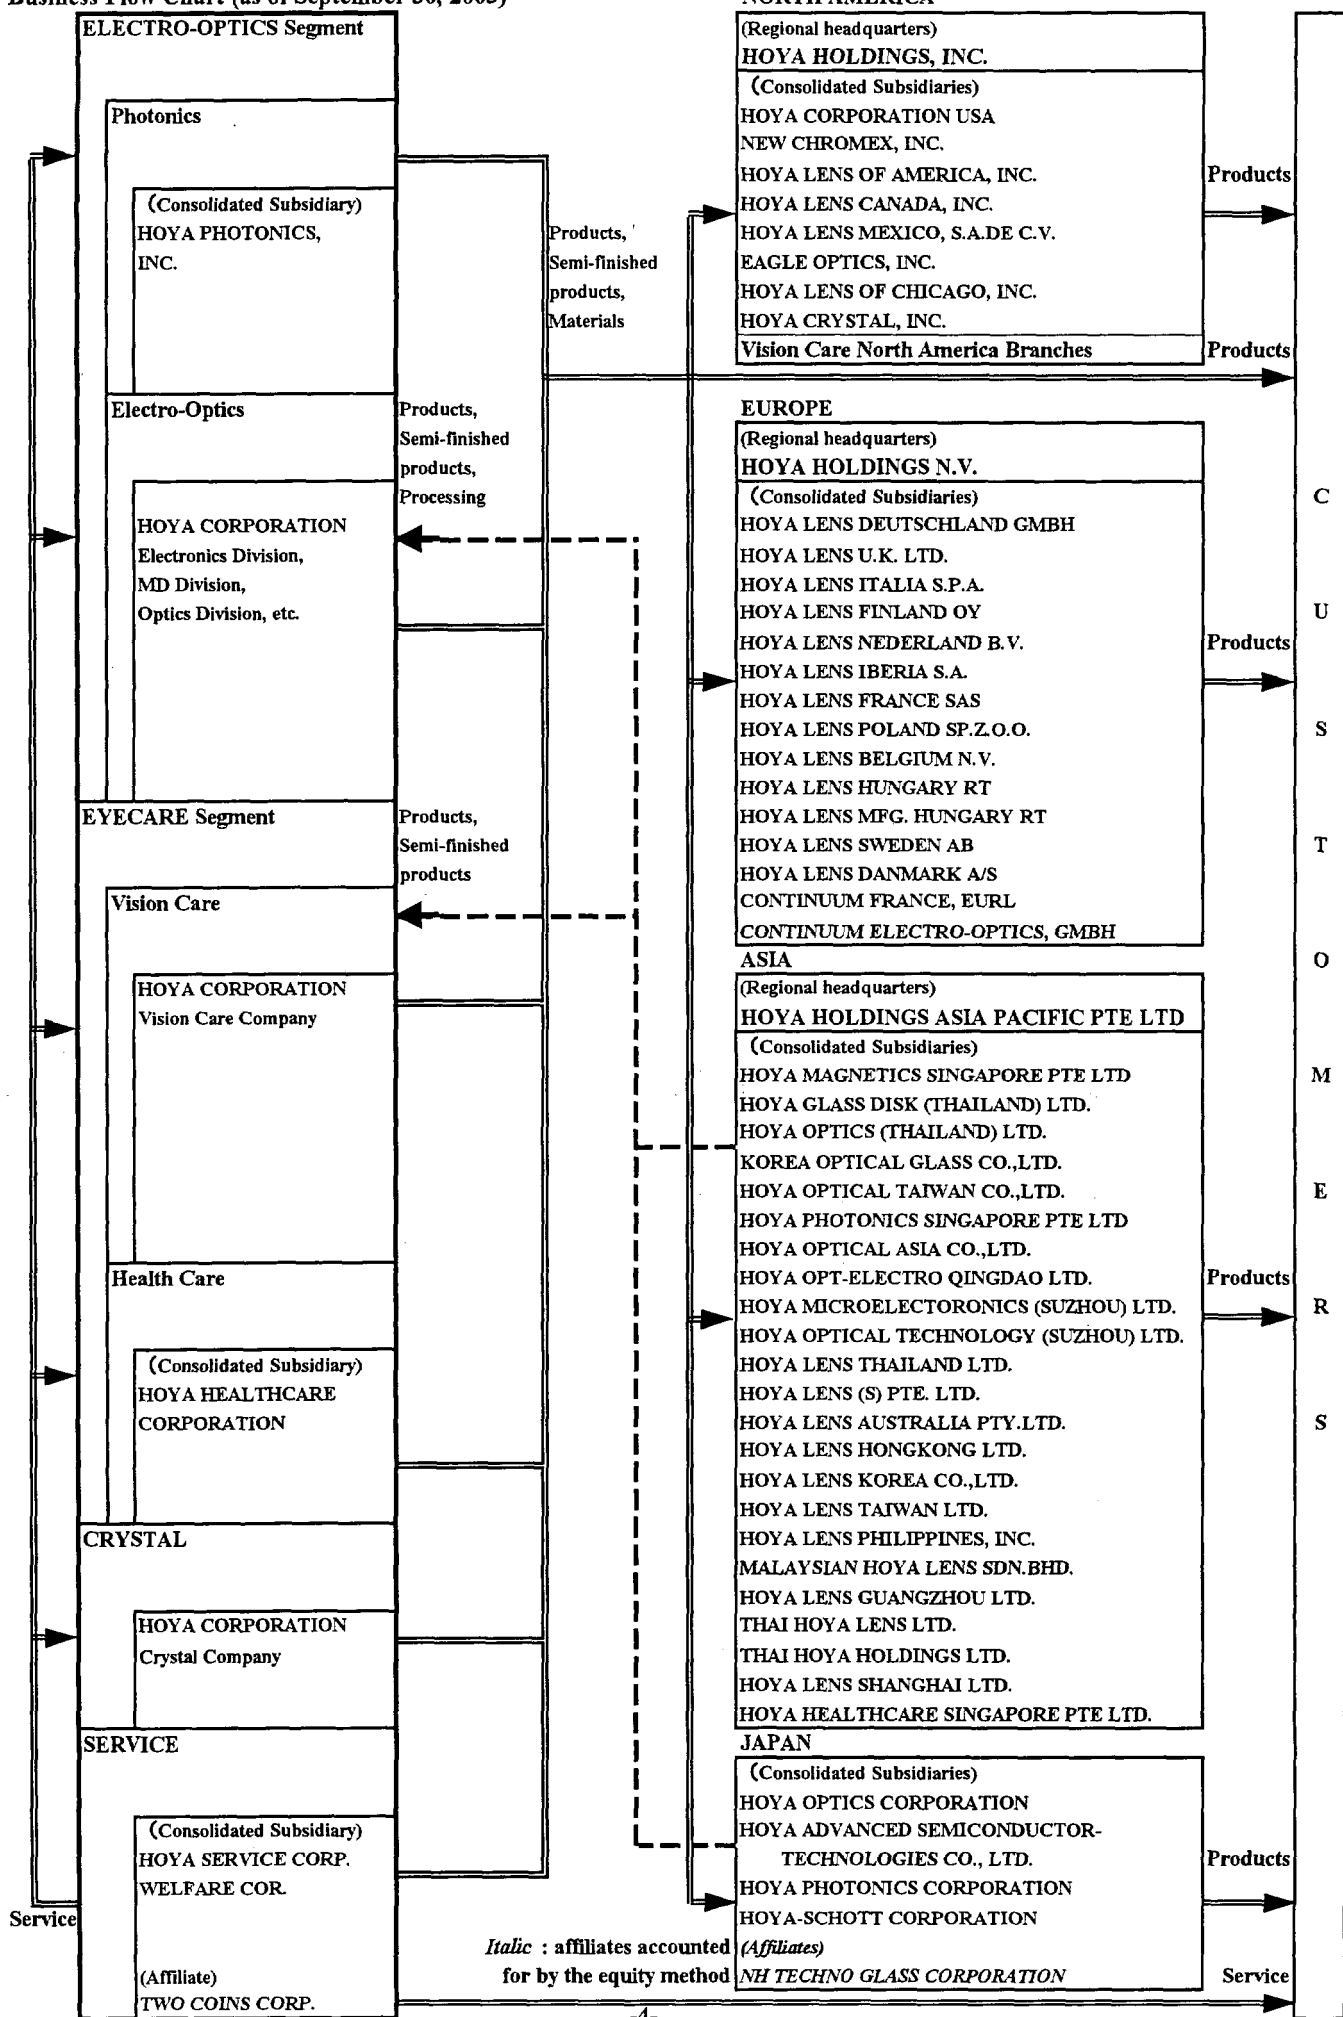 ELECTRO-OPTICS Segment
Photonics
(Consolidated Subsidiary)
HOYA PHOTONICS,
INC.
Electro-Optics
HOYA CORPORATION
Electronics Division,
MD Division,
Optics Division, etc.
EYECARE Segment
Vision Care
HOYA CORPORATION
Vision Care Company
Health Care
(Consolidated Subsidiary)
HOYA HEALTHCARE
CORPORATION
CRYSTAL
HOYA CORPORATION
Crystal Company
SERVICE
(Consolidated Subsidiary)
HOYA SERVICE CORP.
WELFARE COR.
Service
(Affiliate)
TWO COINS CORP.
Products,
Semi-finished
products,
Materials
Products,
Semi-finished
products,
Processing
Products,
Semi-finished
products
(Regional headquarters)
HOYA HOLDINGS, INC.
(Consolidated Subsidiaries)
HOYA CORPORATION USA
NEW CHROMEX, INC.
HOYA LENS OF AMERICA, INC.
HOYA LENS CANADA, INC.
HOYA LENS MEXICO, S.A.DE C.V.
EAGLE OPTICS, INC.
HOYA LENS OF CHICAGO, INC.
HOYA CRYSTAL, INC.
Vision Care North America Branches
Products
Products
EUROPE
(Regional headquarters)
HOYA HOLDINGS N.V.
(Consolidated Subsidiaries)
HOYA LENS DEUTSCHLAND GMBH
HOYA LENS U.K. LTD.
HOYA LENS ITALIA S.P.A.
HOYA LENS FINLAND OY
HOYA LENS NEDERLAND B.V.
HOYA LENS IBERIA S.A.
HOYA LENS FRANCE SAS
HOYA LENS POLAND SP.Z.O.O.
HOYA LENS BELGIUM N.V.
HOYA LENS HUNGARY RT
HOYA LENS MFG. HUNGARY RT
HOYA LENS SWEDEN AB
HOYA LENS DANMARK A/S
CONTINUUM FRANCE, EURL
CONTINUUM ELECTRO-OPTICS, GMBH
Products
ASIA
(Regional headquarters)
HOYA HOLDINGS ASIA PACIFIC PTE LTD
(Consolidated Subsidiaries)
HOYA MAGNETICS SINGAPORE PTE LTD
HOYA GLASS DISK (THAILAND) LTD.
HOYA OPTICS (THAILAND) LTD.
KOREA OPTICAL GLASS CO.,LTD.
HOYA OPTICAL TAIWAN CO.,LTD.
HOYA PHOTONICS SINGAPORE PTE LTD
HOYA OPTICAL ASIA CO.,LTD.
HOYA OPT-ELECTRO QINGDAO LTD.
HOYA MICROELECTORONICS (SUZHOU) LTD.
HOYA OPTICAL TECHNOLOGY (SUZHOU) LTD.
HOYA LENS THAILAND LTD.
HOYA LENS (S) PTE. LTD.
HOYA LENS AUSTRALIA PTY.LTD.
HOYA LENS HONGKONG LTD.
HOYA LENS KOREA CO.,LTD.
HOYA LENS TAIWAN LTD.
HOYA LENS PHILIPPINES, INC.
MALAYSIAN HOYA LENS SDN.BHD.
HOYA LENS GUANGZHOU LTD.
THAI HOYA LENS LTD.
THAI HOYA HOLDINGS LTD.
HOYA LENS SHANGHAI LTD.
HOYA HEALTHCARE SINGAPORE PTE LTD.
Products
JAPAN
(Consolidated Subsidiaries)
HOYA OPTICS CORPORATION
HOYA ADVANCED SEMICONDUCTOR-
TECHNOLOGIES CO., LTD.
HOYA PHOTONICS CORPORATION
HOYA-SCHOTT CORPORATION
(Affiliates)
NH TECHNO GLASS CORPORATION
Products
Service
Italic : affiliates accounted
for by the equity method
C
U
S
T
O
M
E
R
S